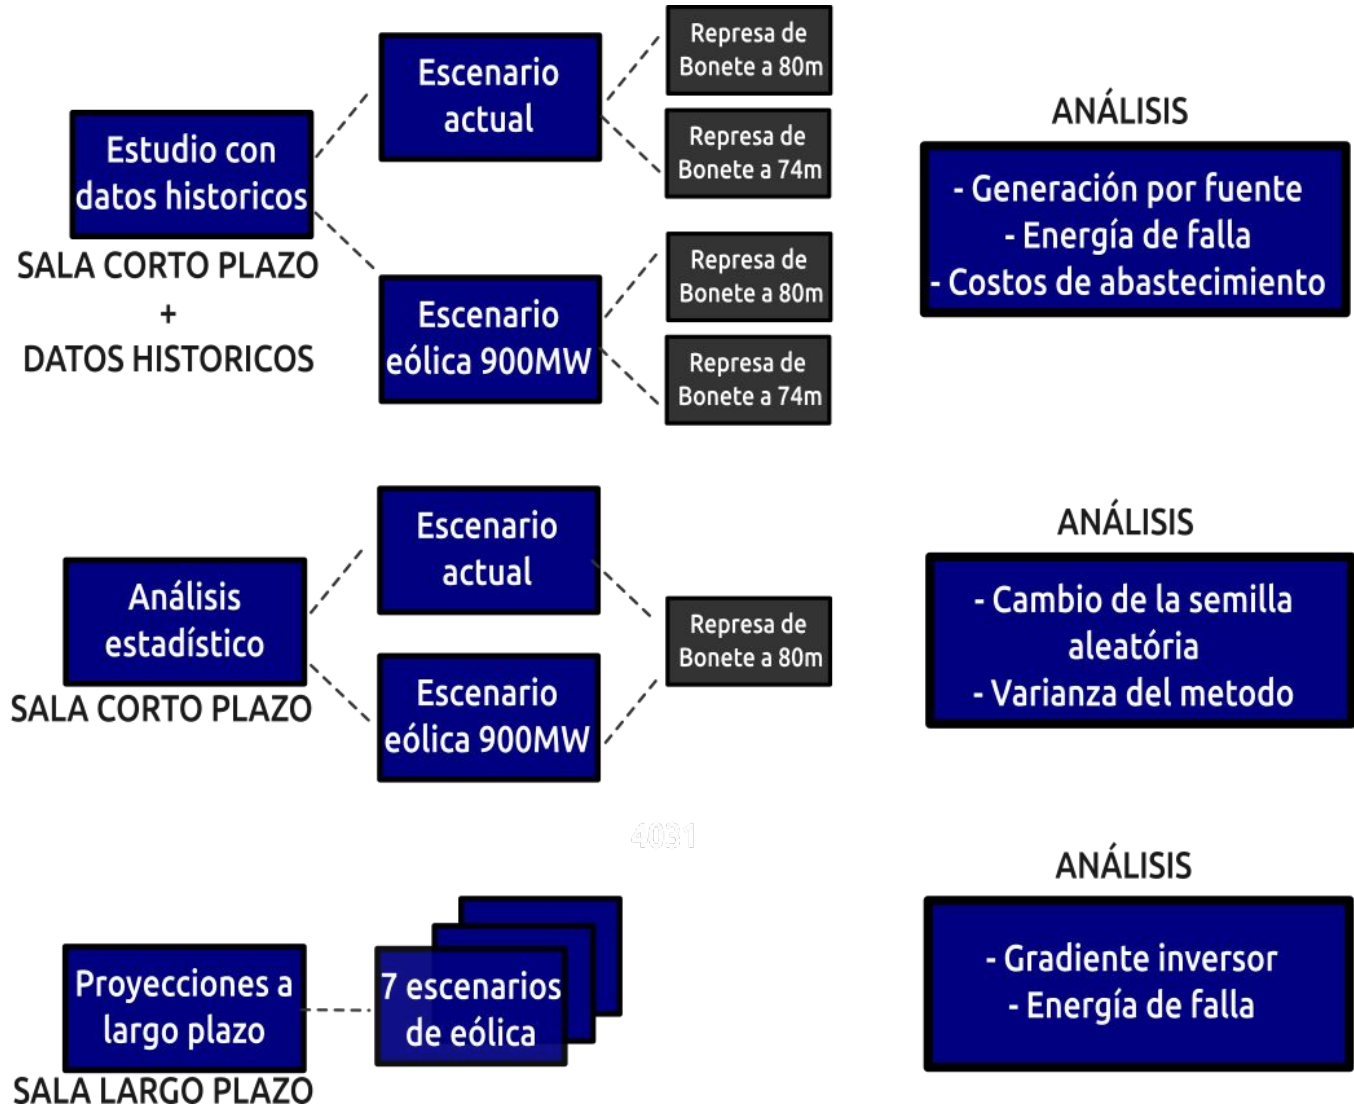 Estudio con
datos historicos
SALA CORTO PLAZO
+
DATOS HISTORICOS
Escenario
actual
Represa de
Bonete a 80m
Represa de
Bonete a 74m
Escenario
eólica 900MW
Represa de
Bonete a 80m
Represa de
Bonete a 74m
ANÁLISIS
- Generación por fuente
- Energía de falla
- Costos de abastecimiento
Análisis
estadístico
SALA CORTO PLAZO
Escenario
actual
Escenario
eólica 900MW
Represa de
Bonete a 80m
ANÁLISIS
- Cambio de la semilla
aleatória
- Varianza del metodo
4031
Proyecciones a
largo plazo
SALA LARGO PLAZO
7 escenarios
de eólica
ANÁLISIS
- Gradiente inversor
- Energía de falla